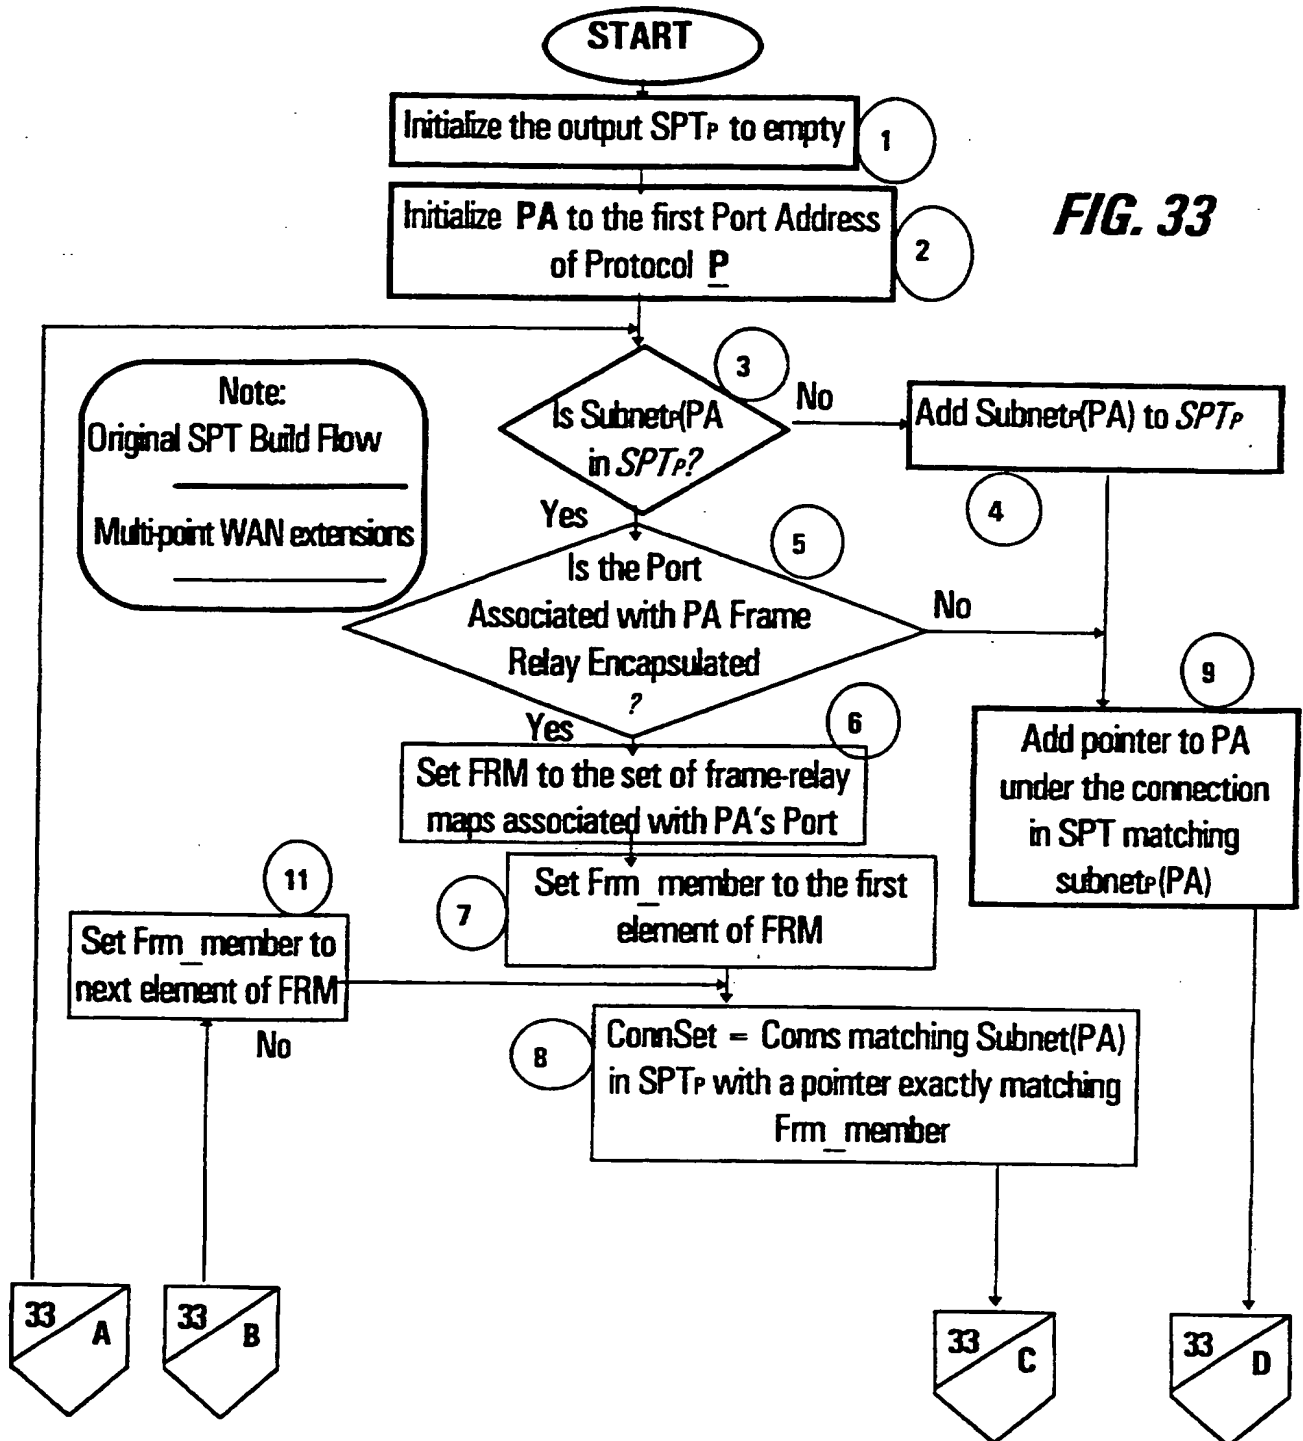 START
Initialize the output SPTP to empty
1
Initialize PA to the first Port Address
of Protocol P
2
FIG. 33
3
Is SubnetP(PA
in SPTP?
No
Add SubnetP(PA) to SPTP
4
Note:
Original SPT Build Flow
Multi-point WAN extensions
Yes
5
Is the Port
Associated with PA Frame
Relay Encapsulated
?
No
Yes
6
Set FRM to the set of frame-relay
maps associated with PA's Port
9
Add pointer to PA
under the connection
in SPT matching
subnetP(PA)
7
Set Frm_member to the first
element of FRM
11
Set Frm_member to
next element of FRM
No
8
ConnSet = Conns matching Subnet(PA)
in SPTP with a pointer exactly matching
Frm_member
33 A
33 B
33 C
33 D